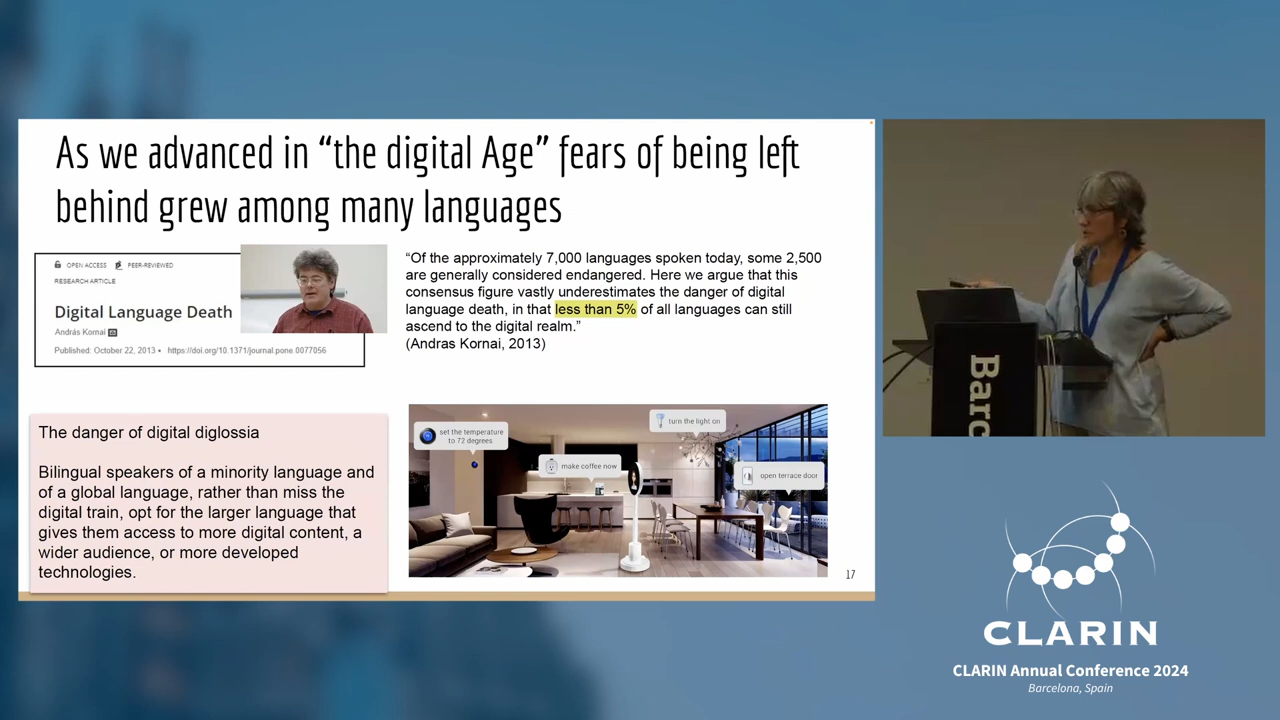 As we advanced in “the digital Age” fears of being left
behind grew among many languages
OPEN ACCESS PEER-REVIEWED
RESEARCH ARTICLE
Digital Language Death
András Kornai
Published: October 22, 2013 • https://doi.org/10.1371/journal.pone.0077056
“Of the approximately 7,000 languages spoken today, some 2,500
are generally considered endangered. Here we argue that this
consensus figure vastly underestimates the danger of digital
language death, in that less than 5% of all languages can still
ascend to the digital realm.”
(Andras Kornai, 2013)
The danger of digital diglossia
Bilingual speakers of a minority language and
of a global language, rather than miss the
digital train, opt for the larger language that
gives them access to more digital content, a
wider audience, or more developed
technologies.
set the temperature
to 72 degrees
make coffee now
turn the light on
open terrace door
17
Barc
CLARIN
CLARIN Annual Conference 2024
Barcelona, Spain